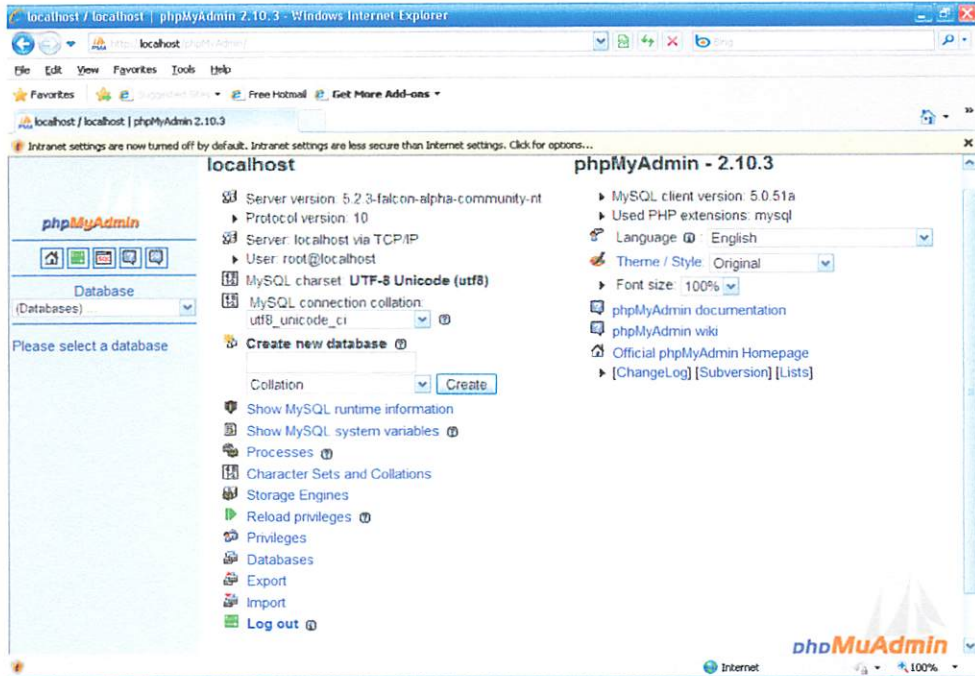 localhost / localhost | phpMyAdmin 2.10.3 - Windows Internet Explorer
http://localhost/phpMyAdmin/
Bing
File Edit View Favorites Tools Help
Favorites Suggested Sites Free Hotmail Get More Add-ons
localhost / localhost | phpMyAdmin 2.10.3
Intranet settings are now turned off by default. Intranet settings are less secure than Internet settings. Click for options...
phpMyAdmin
Database
(Databases) ...
Please select a database
localhost
Server version: 5.2.3-falcon-alpha-community-nt
Protocol version: 10
Server: localhost via TCP/IP
User: root@localhost
MySQL charset: UTF-8 Unicode (utf8)
MySQL connection collation:
utf8_unicode_ci
Create new database
Collation Create
Show MySQL runtime information
Show MySQL system variables
Processes
Character Sets and Collations
Storage Engines
Reload privileges
Privileges
Databases
Export
Import
Log out
phpMyAdmin - 2.10.3
MySQL client version: 5.0.51a
Used PHP extensions: mysql
Language : English
Theme / Style: Original
Font size: 100%
phpMyAdmin documentation
phpMyAdmin wiki
Official phpMyAdmin Homepage
[ChangeLog] [Subversion] [Lists]
phpMyAdmin
Internet 100%